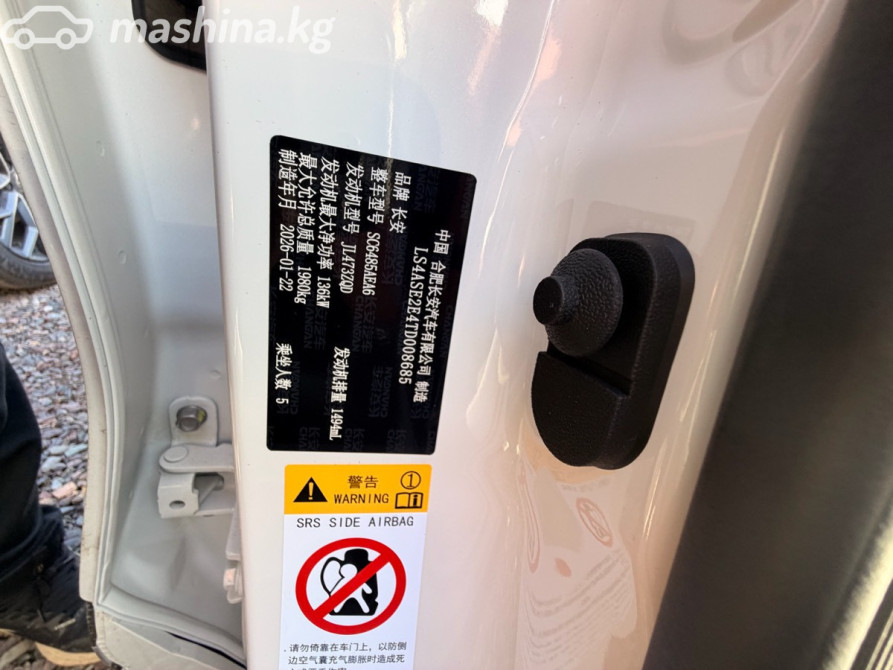 mashina.kg
中国 合肥长安汽车有限公司 制造
LS4ASE2E4TD008685
品牌 长安
整车型号 SC6485AEA6
发动机型号 JL473ZQD 发动机排量 1494mL
发动机最大净功率 136kW
最大允许总质量 1980kg
制造年月 2026-01-22 乘坐人数 5
警告 ①
WARNING
SRS SIDE AIRBAG
.请勿倚靠在车门上，以防侧
边空气囊充气膨胀时造成死